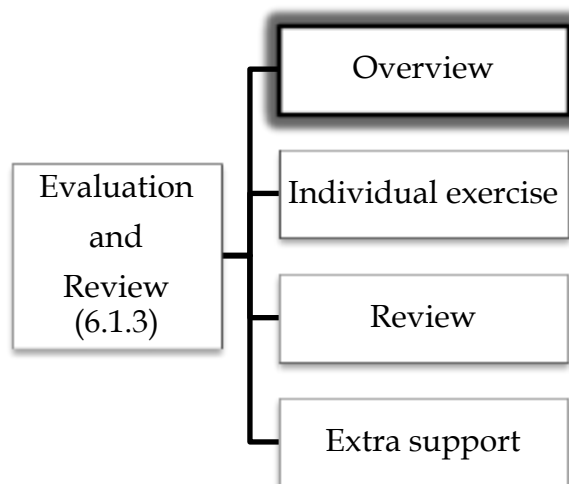 Overview
Individual exercise
Evaluation
and
Review
(6.1.3)
Review
Extra support